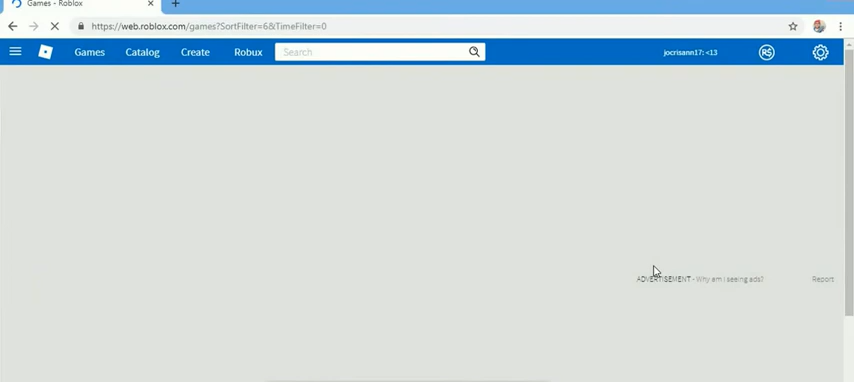 Games - Roblox
https://web.roblox.com/games?SortFilter=6&TimeFilter=0
Games Catalog Create Robux Search jocrisann17: <13 R$
ADVERTISEMENT - Why am I seeing ads? Report